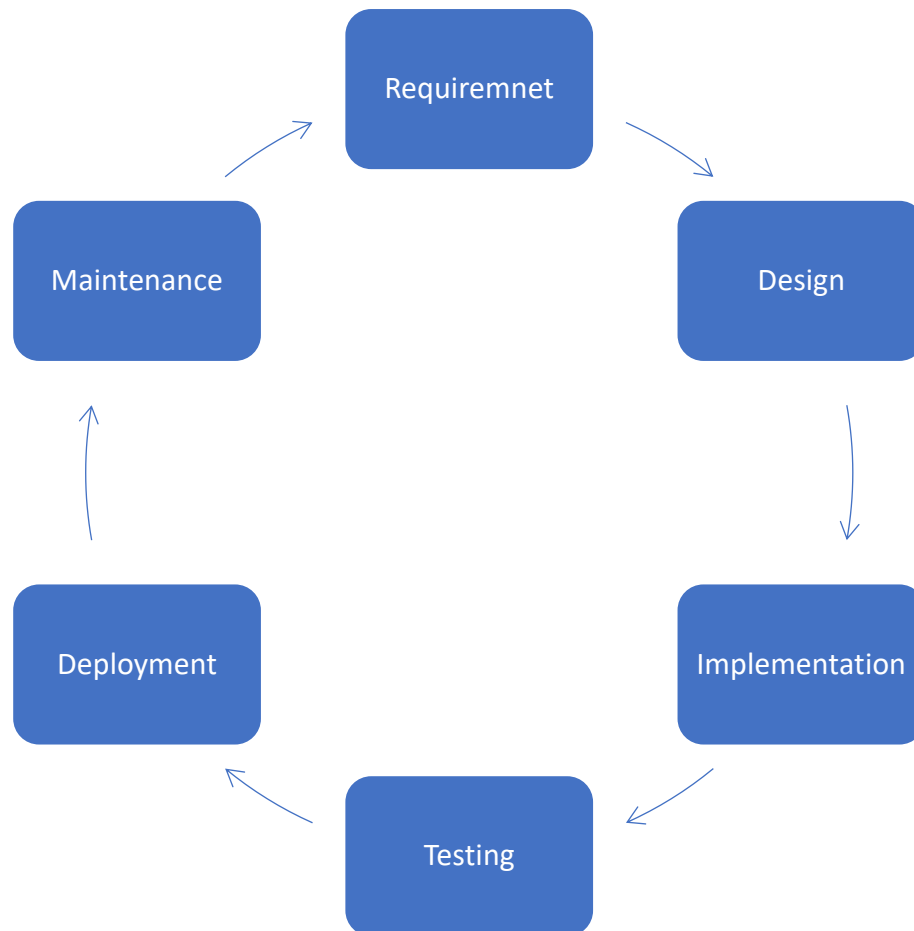 Requiremnet
Design
Implementation
Testing
Deployment
Maintenance